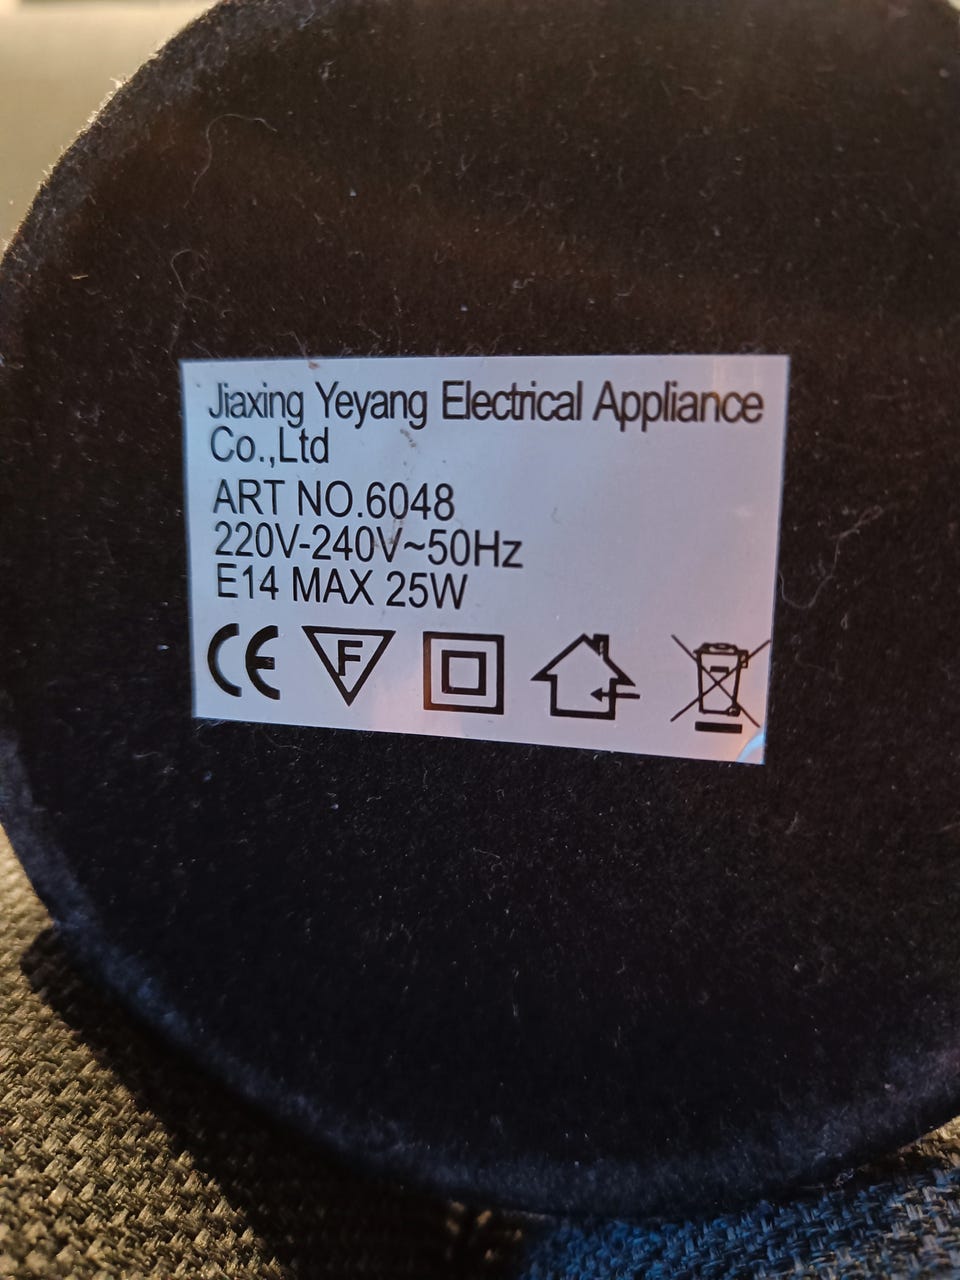 Jiaxing Yeyang Electrical Appliance
Co.,Ltd
ART NO.6048
220V-240V~50Hz
E14 MAX 25W
CE F